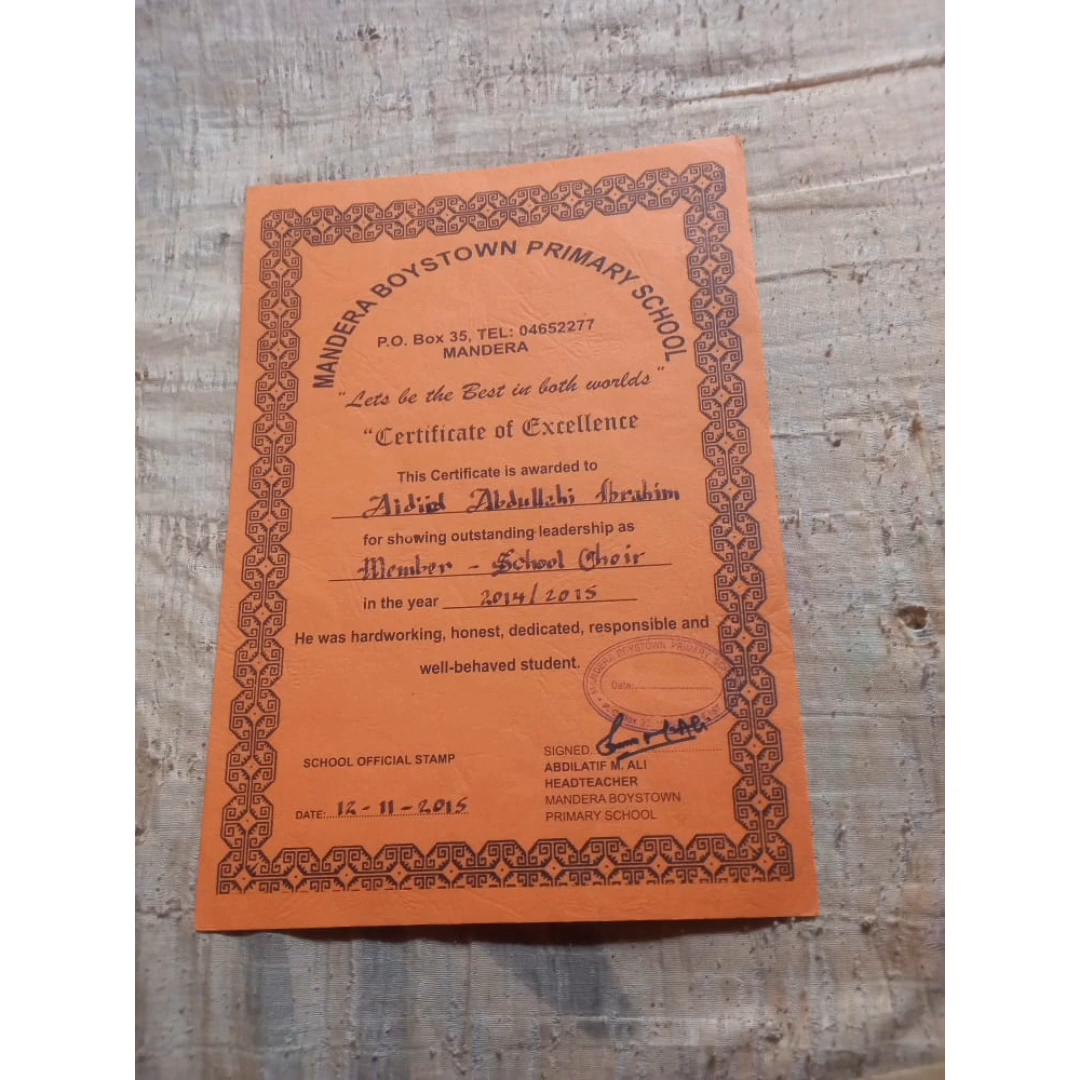 MANDERA BOYSTOWN PRIMARY SCHOOL
P.O. Box 35, TEL: 04652277
MANDERA
"Lets be the Best in both worlds"
"Certificate of Excellence
This Certificate is awarded to
Aidiid Abdullahi Ibrahim
for showing outstanding leadership as
Member - School Choir
in the year 2014/2015
He was hardworking, honest, dedicated, responsible and
well-behaved student.
MANDERA BOYSTOWN PRIMARY
Date:
SCHOOL OFFICIAL STAMP
SIGNED.
ABDILATIF M. ALI
HEADTEACHER
MANDERA BOYSTOWN
PRIMARY SCHOOL
DATE: 12-11-2015